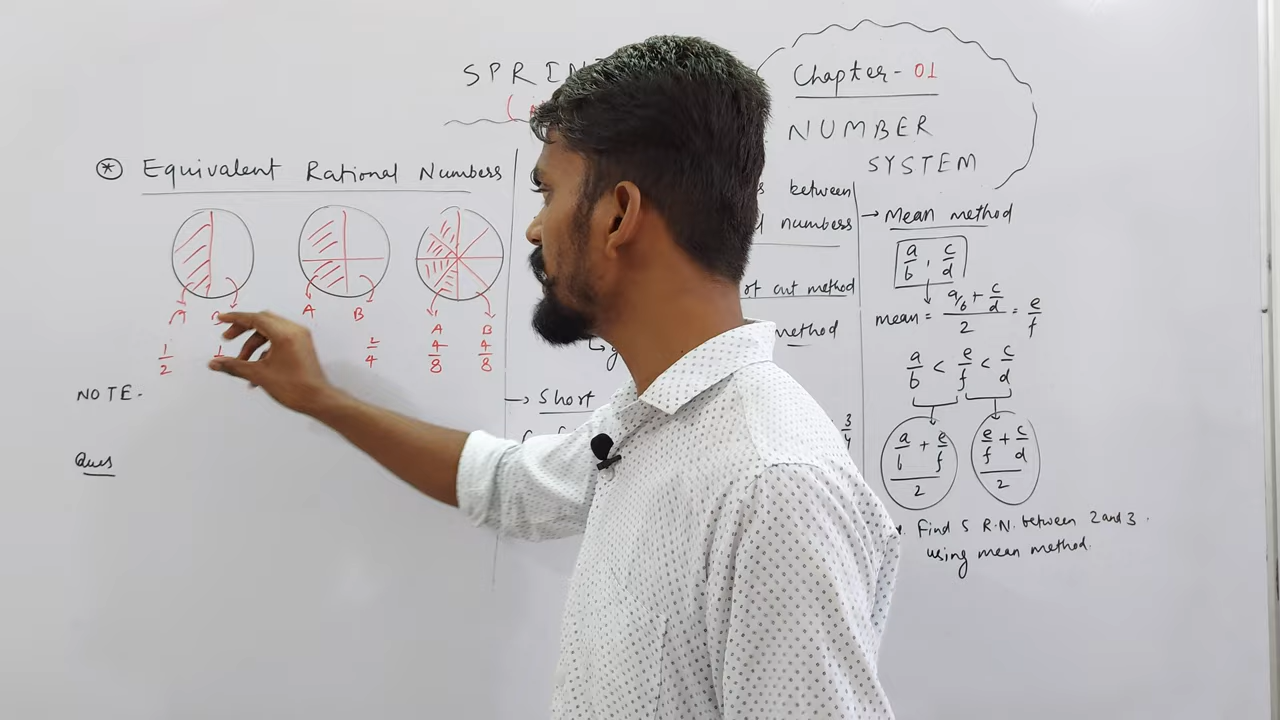 SPRIN
Chapter- 01
NUMBER
SYSTEM
* Equivalent Rational Numbers
between
numbers
cut method
method
→ Short
3
A B A B A B
1/2 1/4 4/8 4/8
NOTE-
Ques
→ Mean method
a/b , c/d
mean = (a/b + c/d)/2 = e/f
a/b < e/f < c/d
(a/b + e/f)/2 (e/f + c/d)/2
Find 5 R.N. between 2 and 3.
using mean method.